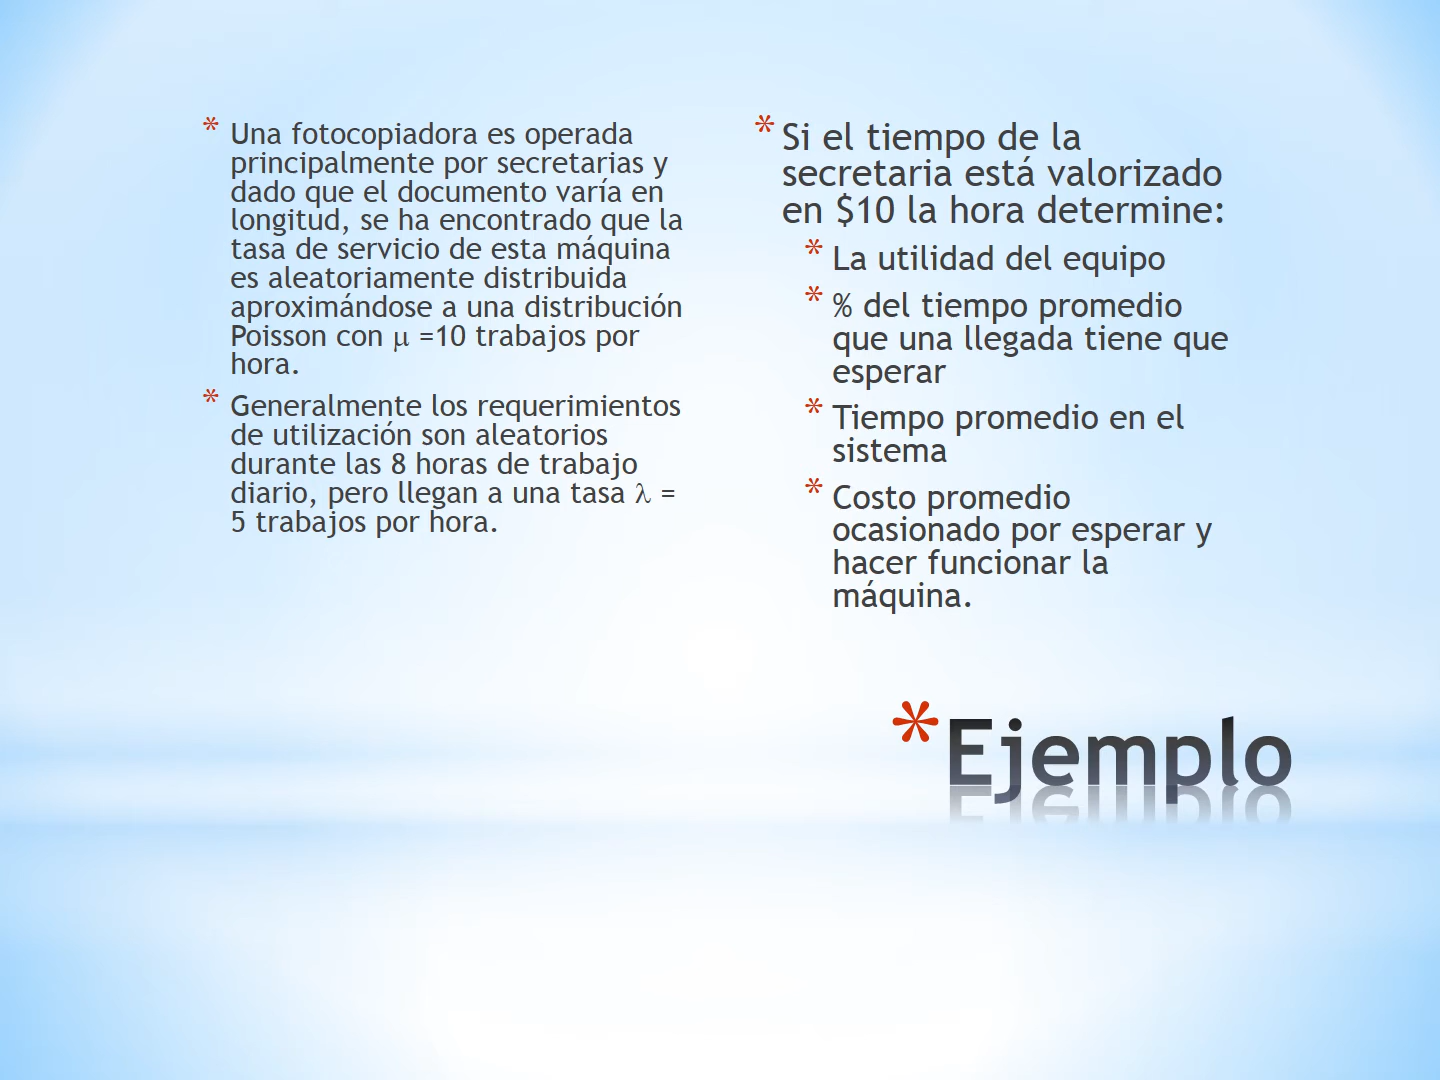 * Una fotocopiadora es operada
principalmente por secretarias y
dado que el documento varía en
longitud, se ha encontrado que la
tasa de servicio de esta máquina
es aleatoriamente distribuida
aproximándose a una distribución
Poisson con μ =10 trabajos por
hora.
* Generalmente los requerimientos
de utilización son aleatorios
durante las 8 horas de trabajo
diario, pero llegan a una tasa λ =
5 trabajos por hora.
* Si el tiempo de la
secretaria está valorizado
en $10 la hora determine:
* La utilidad del equipo
* % del tiempo promedio
que una llegada tiene que
esperar
* Tiempo promedio en el
sistema
* Costo promedio
ocasionado por esperar y
hacer funcionar la
máquina.
* Ejemplo